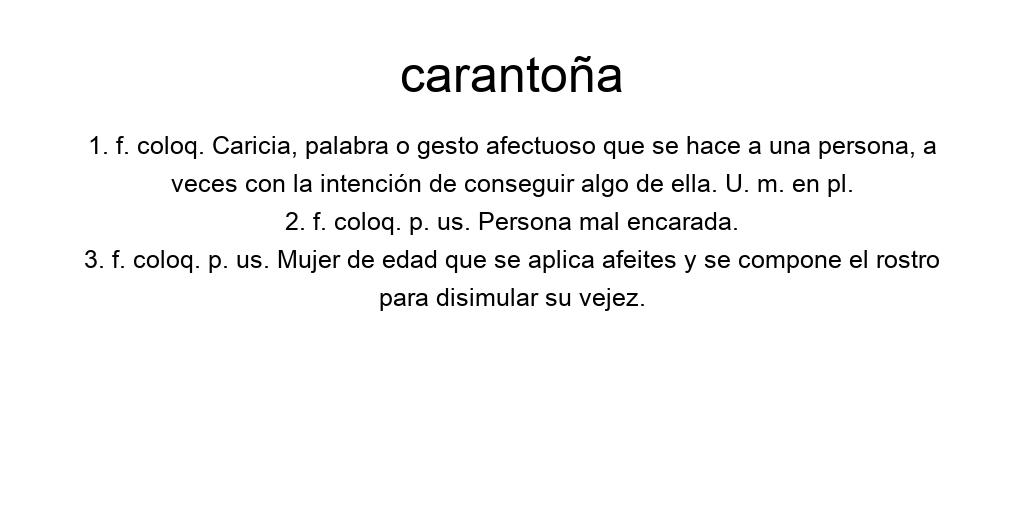 carantoña
1. f. coloq. Caricia, palabra o gesto afectuoso que se hace a una persona, a
veces con la intención de conseguir algo de ella. U. m. en pl.
2. f. coloq. p. us. Persona mal encarada.
3. f. coloq. p. us. Mujer de edad que se aplica afeites y se compone el rostro
para disimular su vejez.